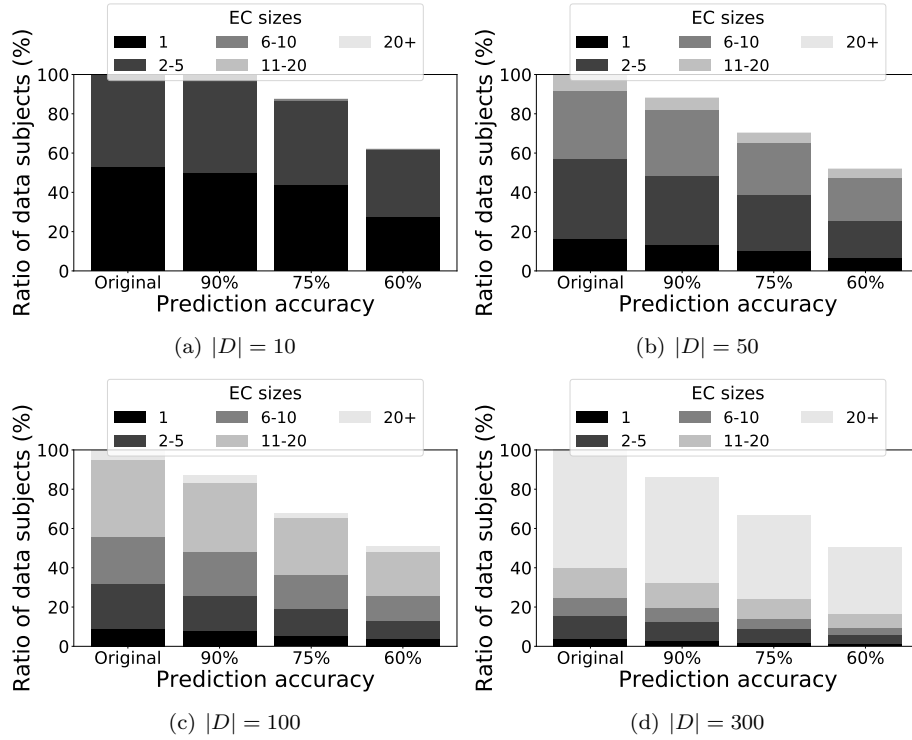 EC sizes
1 6-10 20+
2-5 11-20
Ratio of data subjects (%)
100
80
60
40
20
0
Original 90% 75% 60%
Prediction accuracy
(a) |D| = 10
EC sizes
1 6-10 20+
2-5 11-20
Ratio of data subjects (%)
100
80
60
40
20
0
Original 90% 75% 60%
Prediction accuracy
(b) |D| = 50
EC sizes
1 6-10 20+
2-5 11-20
Ratio of data subjects (%)
100
80
60
40
20
0
Original 90% 75% 60%
Prediction accuracy
(c) |D| = 100
EC sizes
1 6-10 20+
2-5 11-20
Ratio of data subjects (%)
100
80
60
40
20
0
Original 90% 75% 60%
Prediction accuracy
(d) |D| = 300